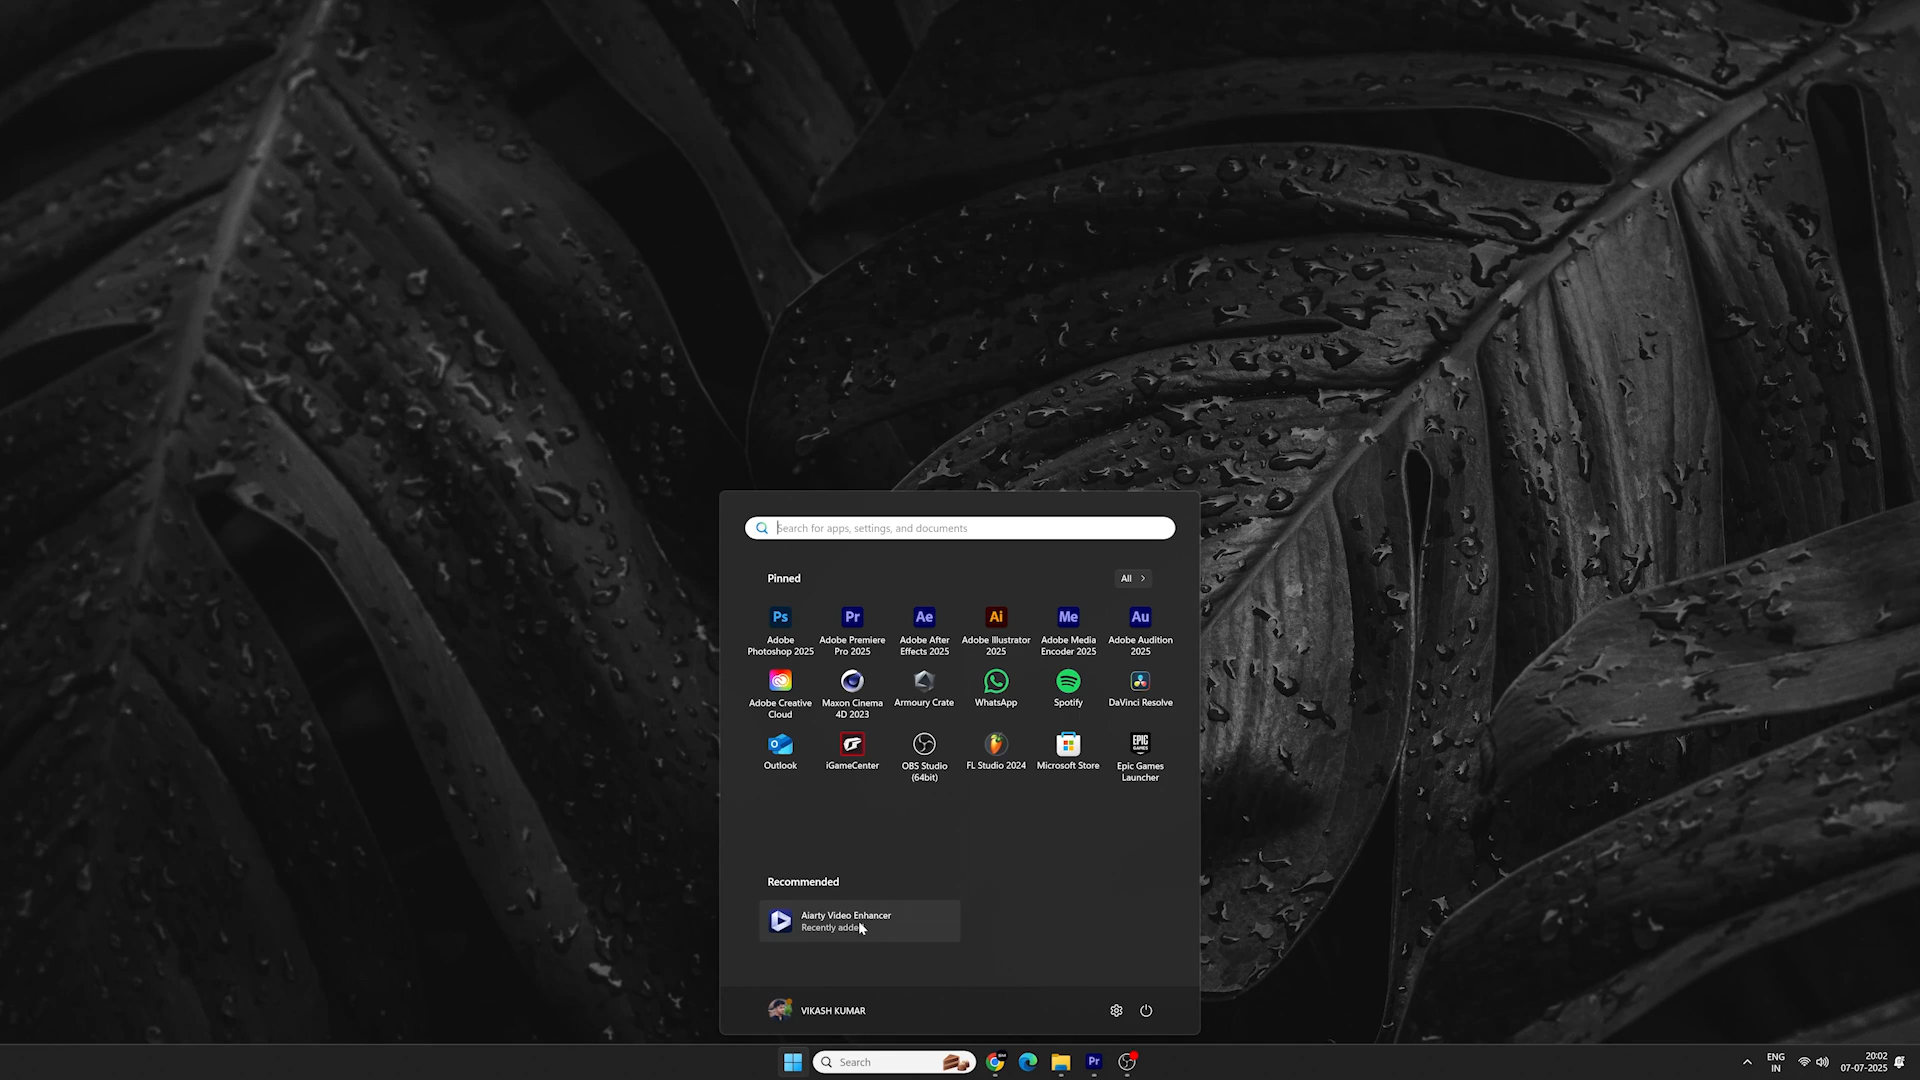 Search for apps, settings, and documents
Pinned
All
Ps
Pr
Ae
Ai
Me
Au
Adobe
Photoshop 2025
Adobe Premiere
Pro 2025
Adobe After
Effects 2025
Adobe Illustrator
2025
Adobe Media
Encoder 2025
Adobe Audition
2025
Adobe Creative
Cloud
Maxon Cinema
4D 2023
Armoury Crate
WhatsApp
Spotify
DaVinci Resolve
EPIC
GAMES
Outlook
iGameCenter
OBS Studio
(64bit)
FL Studio 2024
Microsoft Store
Epic Games
Launcher
Recommended
Aiarty Video Enhancer
Recently added
VIKASH KUMAR
Search
Pr
ENG
IN
20:02
07-07-2025